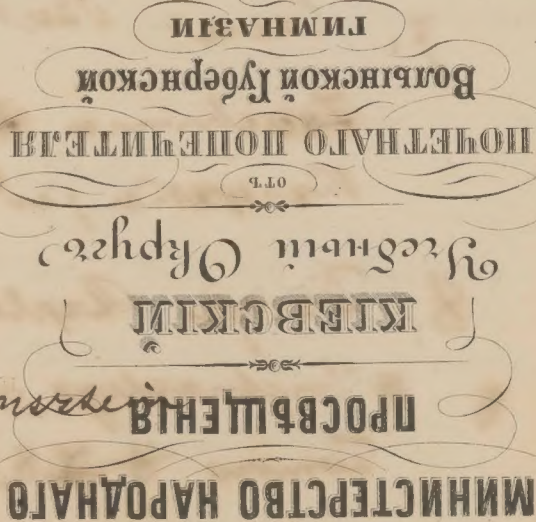 МИНИСТЕРСТВО НАРОДНАГО
ПРОСВѢЩЕНІЯ
КІЕВСКІЙ
Учебный Округъ
ОТЪ
ПОЧЕТНАГО ПОПЕЧИТЕЛЯ
Волынской Губернской
ГИМНАЗІИ